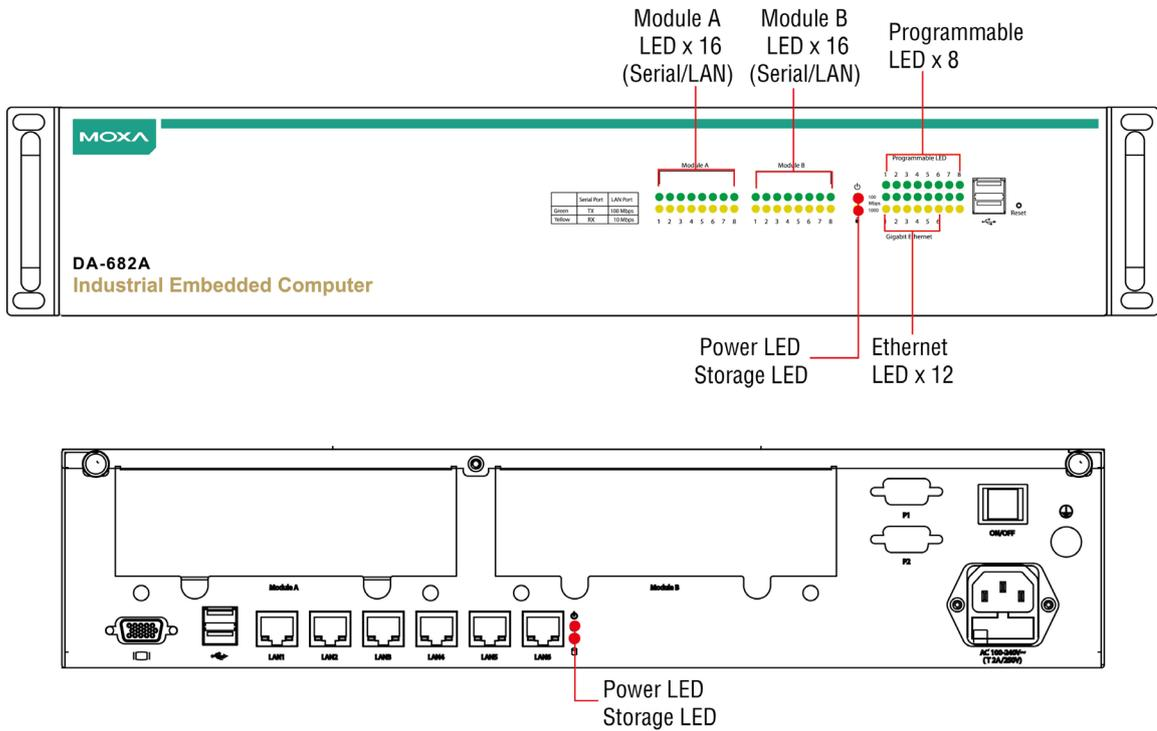 Module A
LED x 16
(Serial/LAN)
Module B
LED x 16
(Serial/LAN)
Programmable
LED x 8
MOXA
Module A
Module B
Programmable LED
1 2 3 4 5 6 7 8
Serial Port LAN Port
Green TX 100 Mbps
Yellow RX 10 Mbps
1 2 3 4 5 6 7 8
1 2 3 4 5 6 7 8
100
Mbps
1000
1 2 3 4 5 6
Gigabit Ethernet
Reset
DA-682A
Industrial Embedded Computer
Power LED
Storage LED
Ethernet
LED x 12
P1
P2
ON/OFF
Module A
Module B
LAN1
LAN2
LAN3
LAN4
LAN5
LAN6
AC 100-240V~
(T 2A/250V)
Power LED
Storage LED